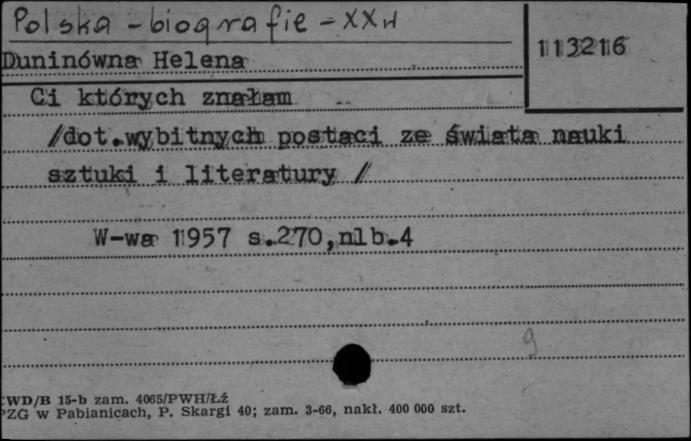 Polska - biografie - XX w
113216
Duninówna Helena
Ci których znałam
/dot.wybitnych postaci ze świata nauki
sztuki i literatury /
W-wa 1957 s.270,nlb.4
9
WD/B 15-b zam. 4065/PWH/Łź
PZG w Pabianicach, P. Skargi 40; zam. 3-66, nakł. 400 000 szt.